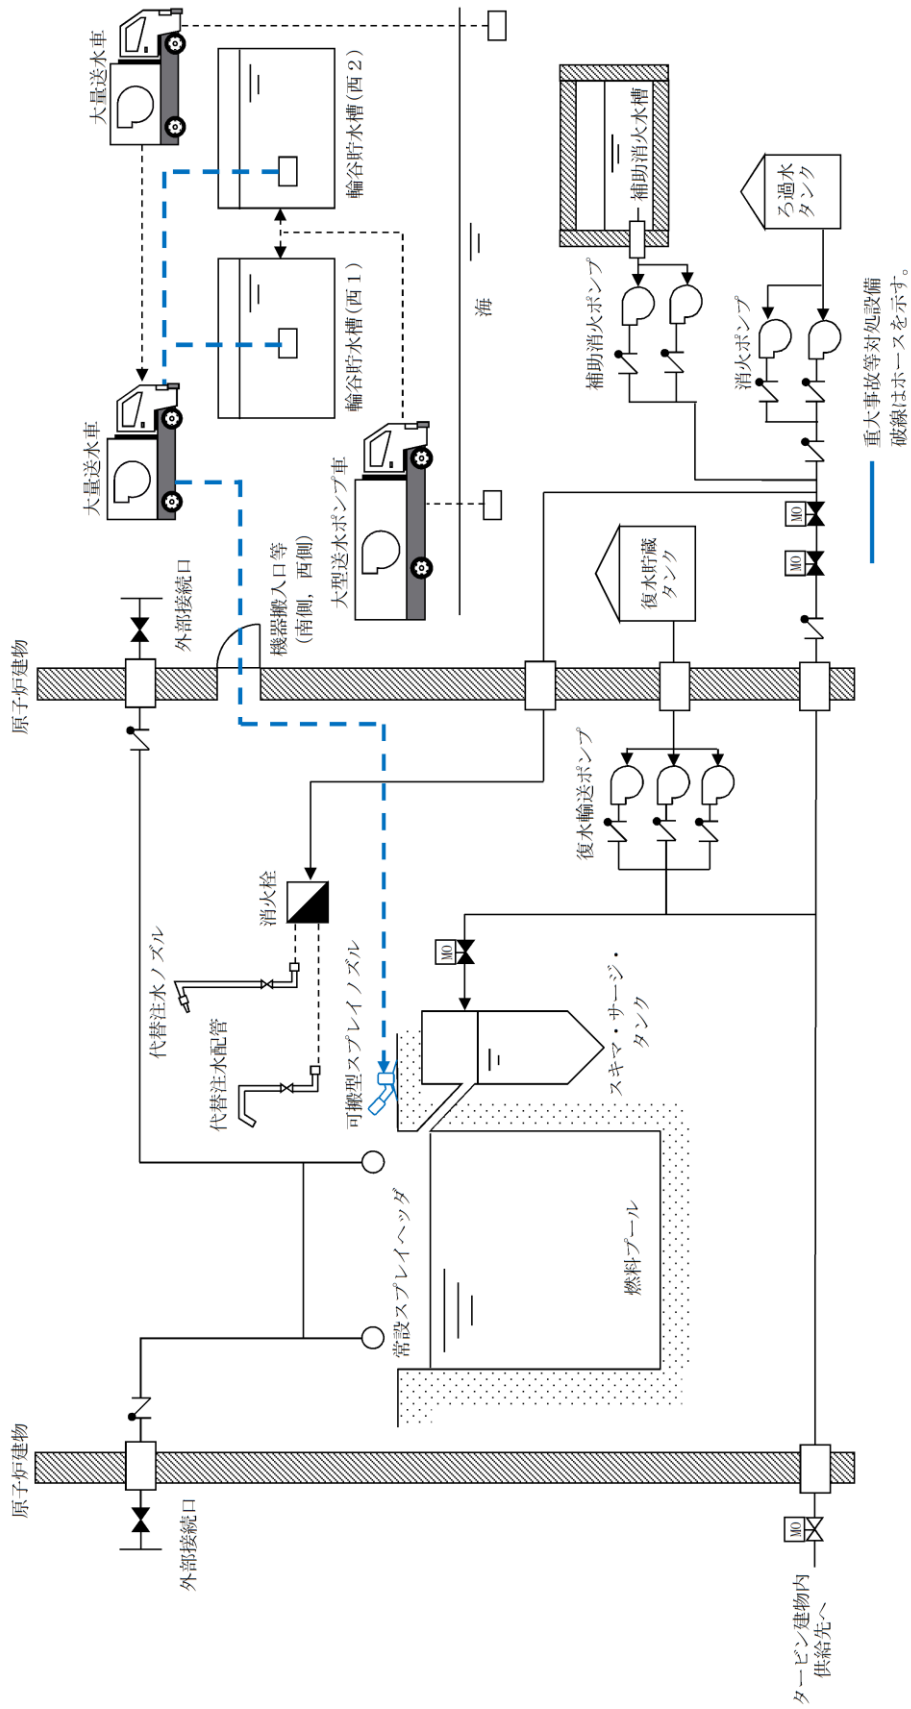 原子炉建物
外部接続口
タービン建物内
供給先へ
MO
常設スプレイヘッダ
燃料プール
代替注水ノズル
代替注水配管
可搬型スプレイノズル
消火栓
MO
スキマ・サージ・
タンク
復水輸送ポンプ
原子炉建物
外部接続口
機器搬入口等
(南側，西側)
復水貯蔵
タンク
MO
MO
大量送水車
大型送水ポンプ車
海
輪谷貯水槽(西１)
輪谷貯水槽(西２)
大量送水車
補助消火ポンプ
補助消火水槽
消火ポンプ
ろ過水
タンク
重大事故等対処設備
破線はホースを示す。